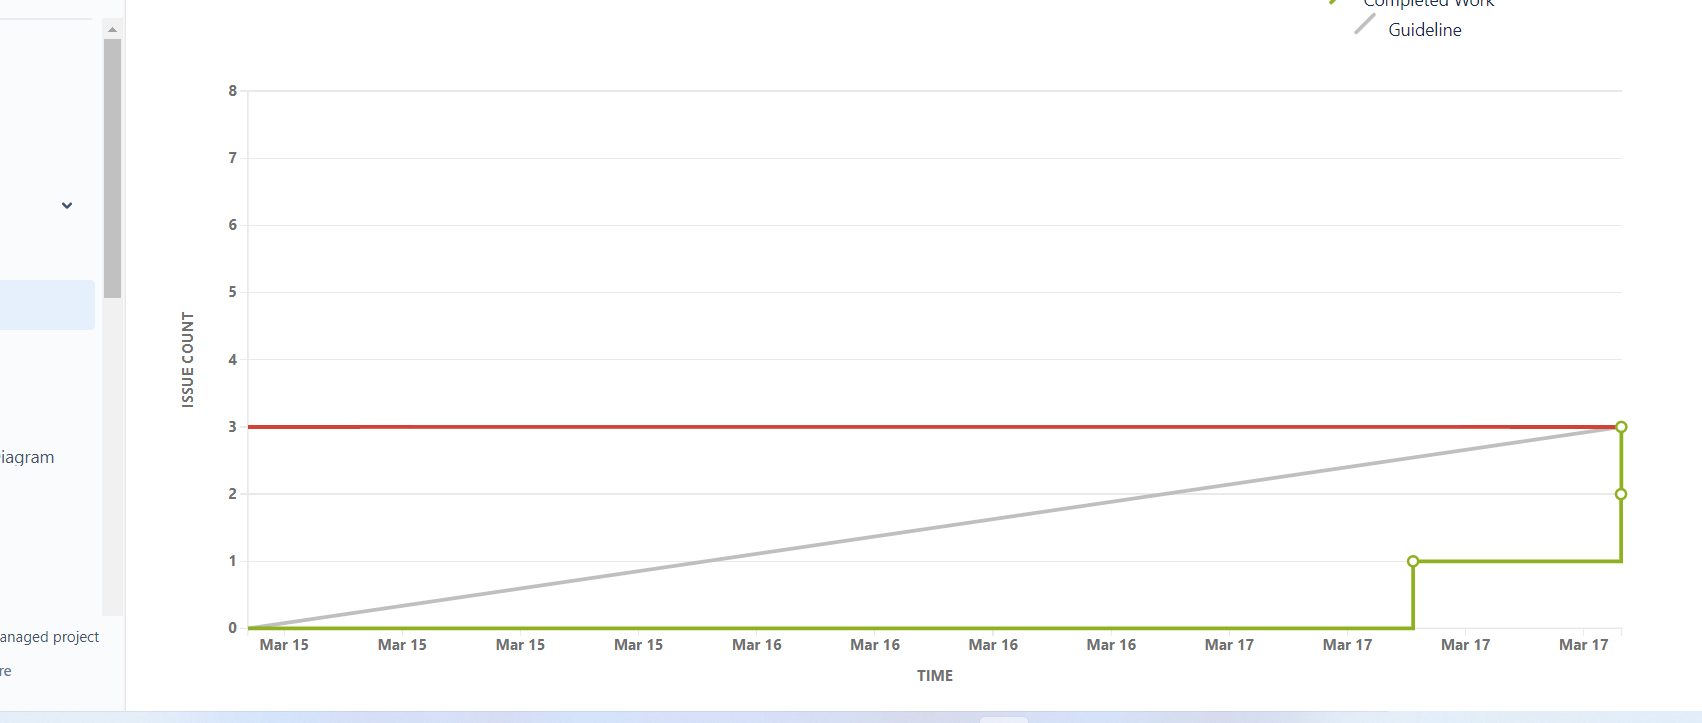 Completed Work
Guideline
8
7
6
5
4
3
2
1
0
ISSUE COUNT
Mar 15 Mar 15 Mar 15 Mar 15 Mar 16 Mar 16 Mar 16 Mar 16 Mar 17 Mar 17 Mar 17 Mar 17
TIME
iagram
anaged project
re